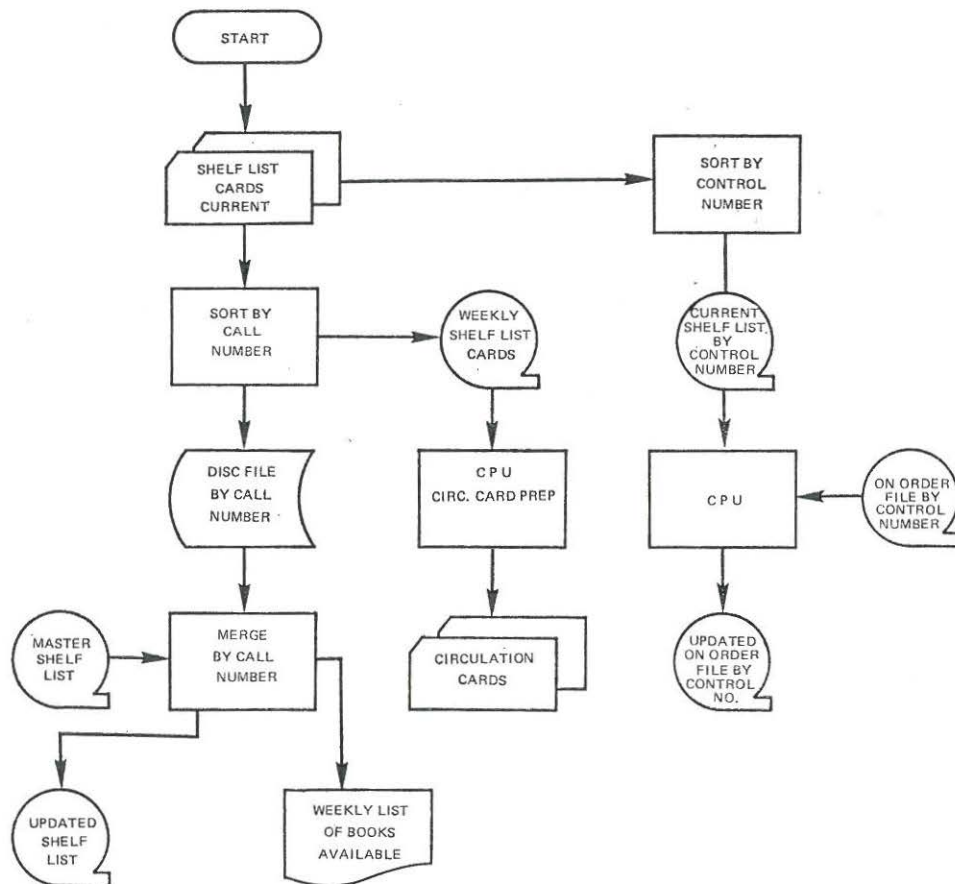 START
SHELF LIST
CARDS
CURRENT
SORT BY
CONTROL
NUMBER
SORT BY
CALL
NUMBER
WEEKLY
SHELF LIST
CARDS
CURRENT
SHELF LIST
BY
CONTROL
NUMBER
DISC FILE
BY CALL
NUMBER
CPU
CIRC. CARD PREP
CPU
ON ORDER
FILE BY
CONTROL
NUMBER
MASTER
SHELF
LIST
MERGE
BY CALL
NUMBER
CIRCULATION
CARDS
UPDATED
ON ORDER
FILE BY
CONTROL
NO.
UPDATED
SHELF
LIST
WEEKLY LIST
OF BOOKS
AVAILABLE